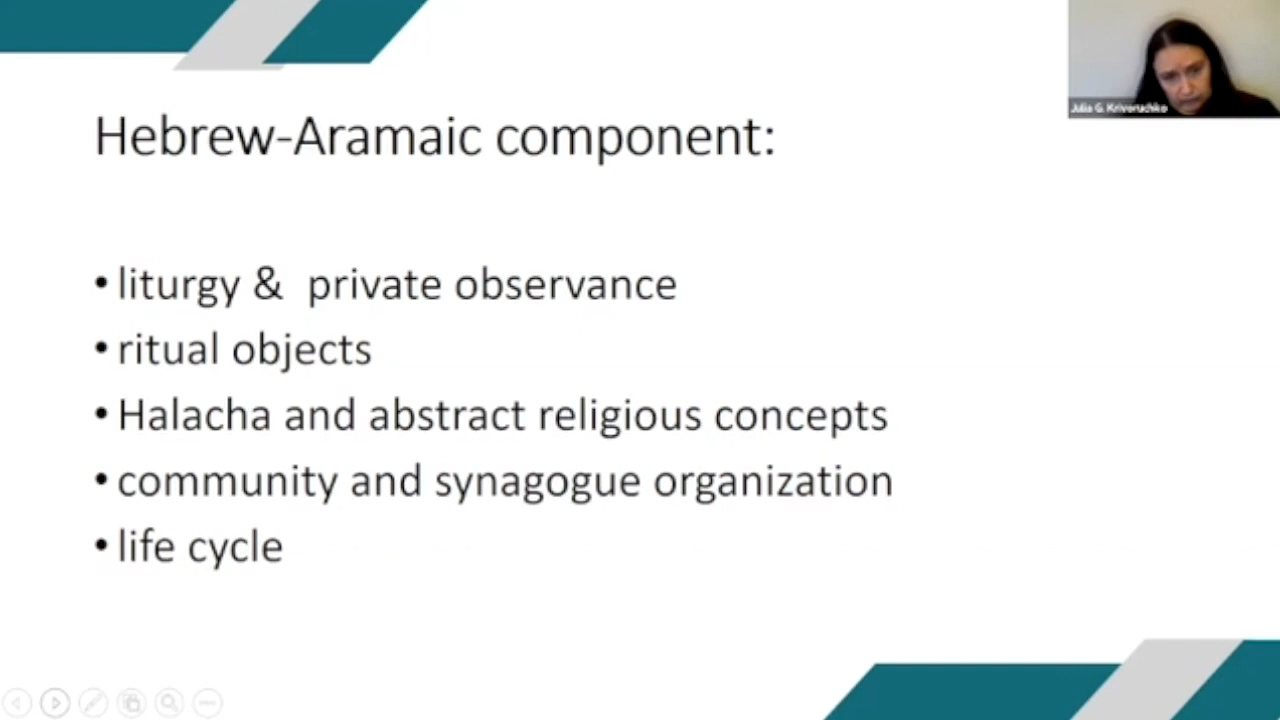 Julia G. Krivoruchko
Hebrew-Aramaic component:
• liturgy & private observance
• ritual objects
• Halacha and abstract religious concepts
• community and synagogue organization
• life cycle